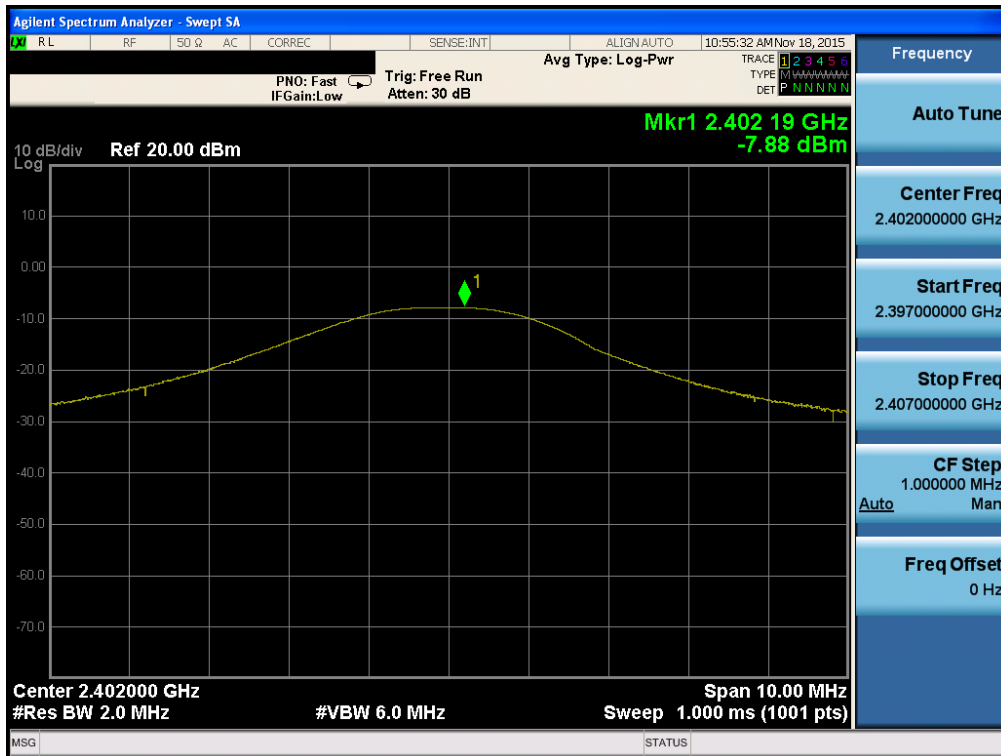 Agilent Spectrum Analyzer - Swept SA
LXI RL RF 50 Ω AC CORREC SENSE:INT ALIGN AUTO 10:55:32 AM Nov 18, 2015
Frequency
Avg Type: Log-Pwr
TRACE 1 2 3 4 5 6
PNO: Fast Trig: Free Run
TYPE M
IFGain:Low Atten: 30 dB
DET P N N N N N
Auto Tune
Mkr1 2.402 19 GHz
-7.88 dBm
10 dB/div Ref 20.00 dBm
Log
Center Freq
2.402000000 GHz
10.0
0.00
1
Start Freq
2.397000000 GHz
-10.0
-20.0
Stop Freq
2.407000000 GHz
-30.0
-40.0
CF Step
1.000000 MHz
Auto Man
-50.0
-60.0
Freq Offset
0 Hz
-70.0
Center 2.402000 GHz Span 10.00 MHz
#Res BW 2.0 MHz #VBW 6.0 MHz Sweep 1.000 ms (1001 pts)
MSG STATUS